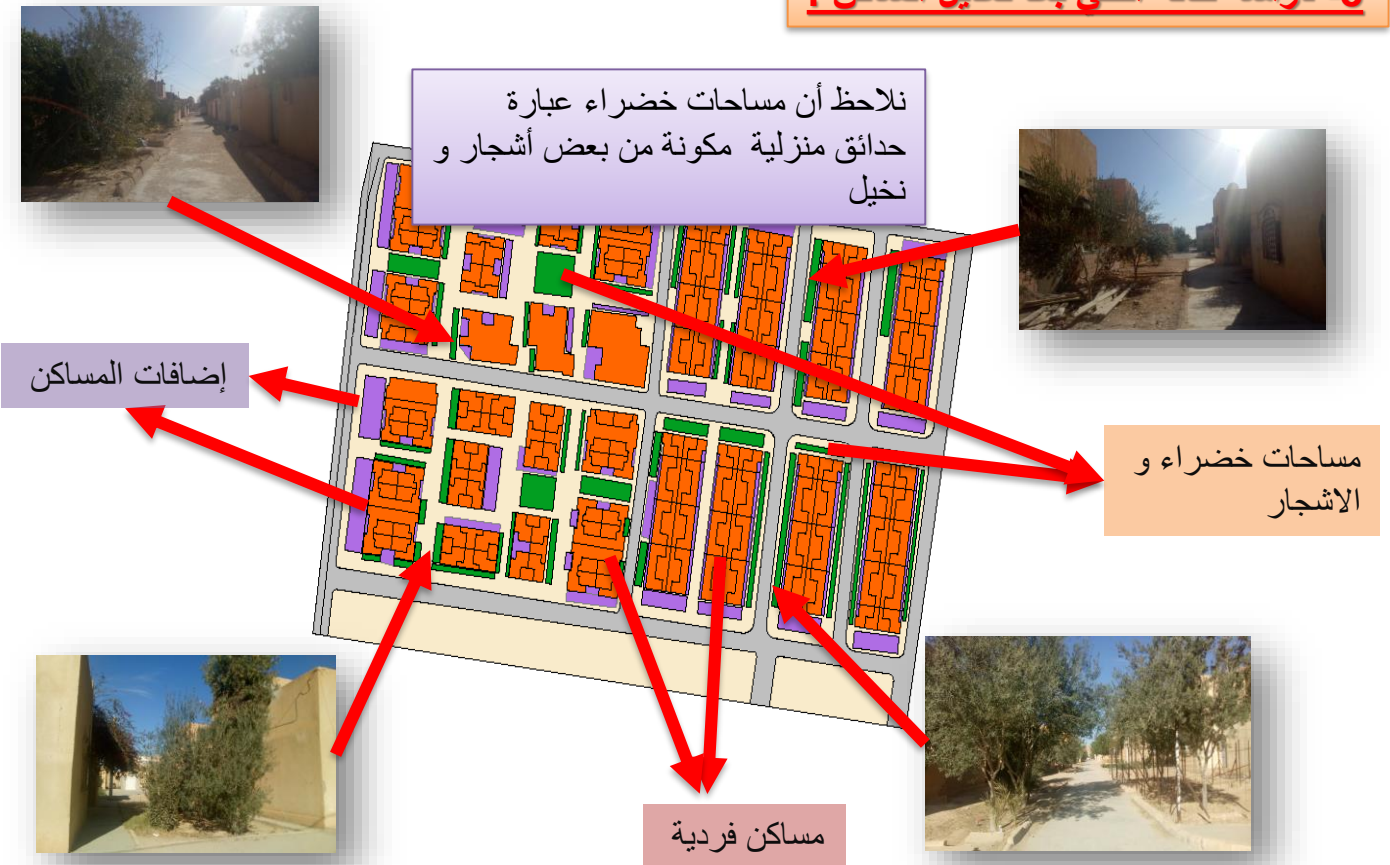 نلاحظ أن مساحات خضراء عبارة
حدائق منزلية مكونة من بعض أشجار و
نخيل
إضافات المساكن
مساحات خضراء و
الاشجار
مساكن فردية